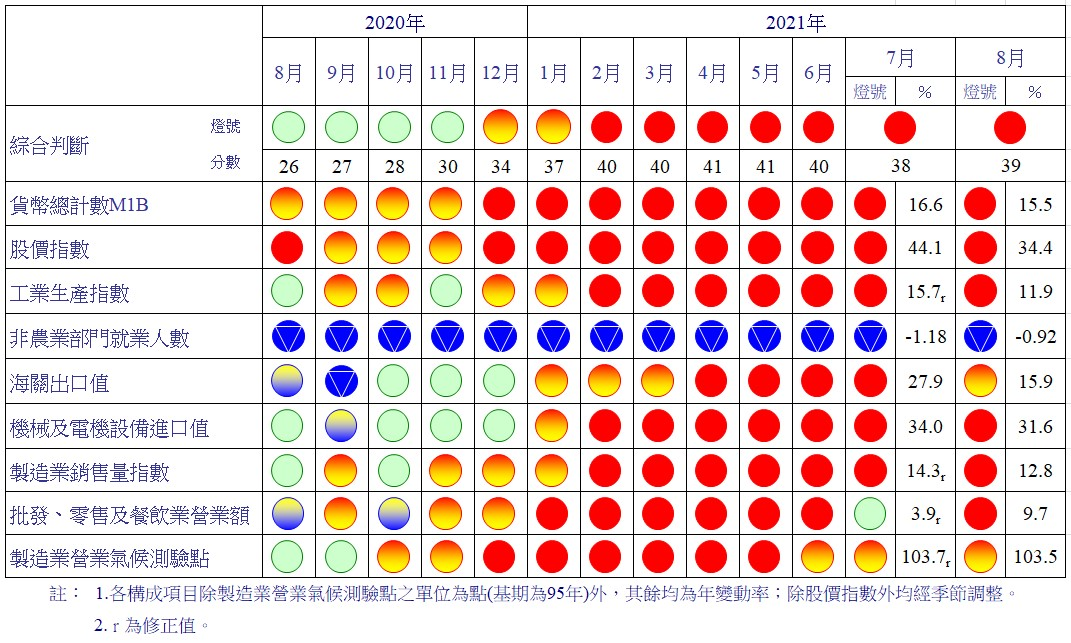 2020年 2021年
8月 9月 10月 11月 12月 1月 2月 3月 4月 5月 6月 7月 8月
燈號 % 燈號 %
綜合判斷 燈號
分數 26 27 28 30 34 37 40 40 41 41 40 38 39
貨幣總計數M1B 16.6 15.5
股價指數 44.1 34.4
工業生產指數 15.7r 11.9
非農業部門就業人數 -1.18 -0.92
海關出口值 27.9 15.9
機械及電機設備進口值 34.0 31.6
製造業銷售量指數 14.3r 12.8
批發、零售及餐飲業營業額 3.9r 9.7
製造業營業氣候測驗點 103.7r 103.5
註： 1.各構成項目除製造業營業氣候測驗點之單位為點(基期為95年)外，其餘均為年變動率；除股價指數外均經季節調整。
2. r 為修正值。